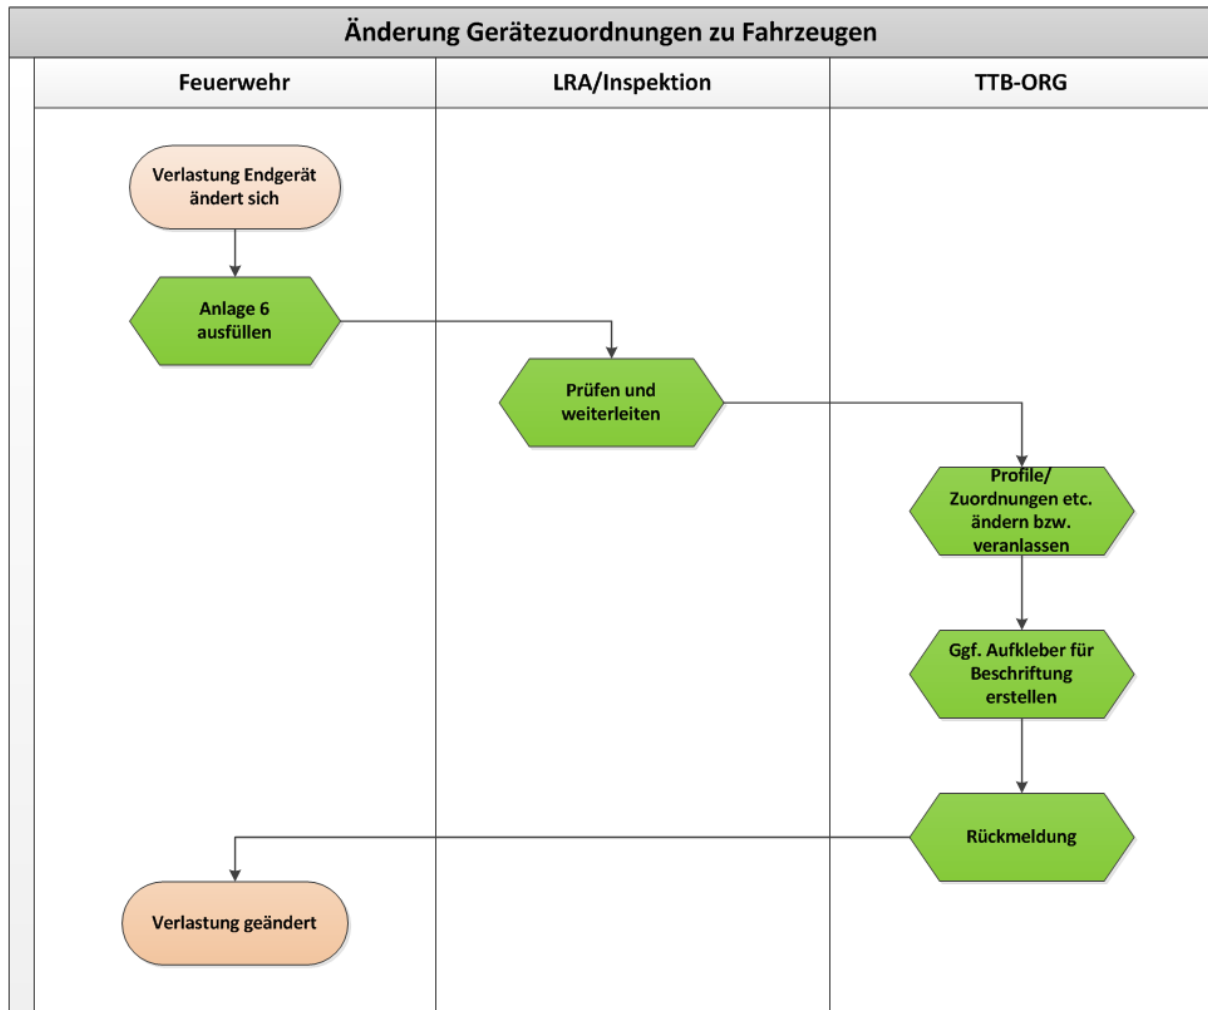 Änderung Gerätezuordnungen zu Fahrzeugen
Feuerwehr
LRA/Inspektion
TTB-ORG
Verlastung Endgerät
ändert sich
Anlage 6
ausfüllen
Prüfen und
weiterleiten
Profile/
Zuordnungen etc.
ändern bzw.
veranlassen
Ggf. Aufkleber für
Beschriftung
erstellen
Rückmeldung
Verlastung geändert